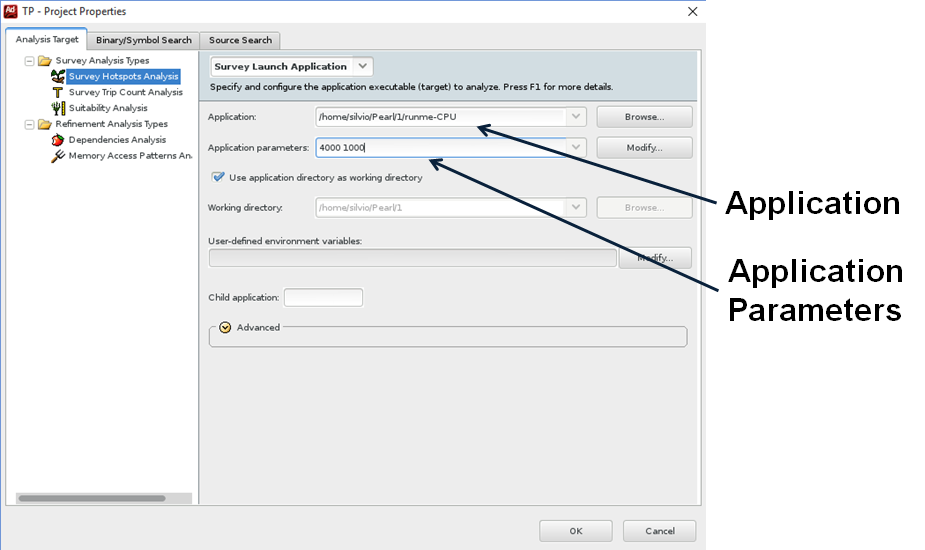 TP - Project Properties
Analysis Target
Binary/Symbol Search
Source Search
Survey Analysis Types
Survey Hotspots Analysis
Survey Trip Count Analysis
Suitability Analysis
Refinement Analysis Types
Dependencies Analysis
Memory Access Patterns An
Survey Launch Application
Specify and configure the application executable (target) to analyze. Press F1 for more details.
Application: /home/silvio/Pearl/1/runme-CPU Browse...
Application parameters: 4000 1000 Modify...
Use application directory as working directory
Working directory: /home/silvio/Pearl/1 Browse...
User-defined environment variables:
Modify...
Child application:
Advanced
OK Cancel
Application
Application
Parameters